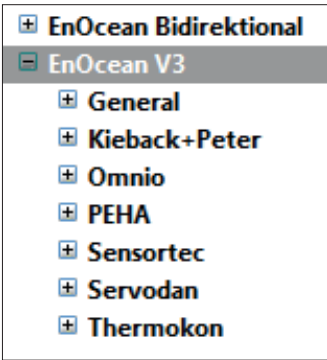 EnOcean Bidirektional
EnOcean V3
General
Kieback+Peter
Omnio
PEHA
Sensortec
Servodan
Thermokon